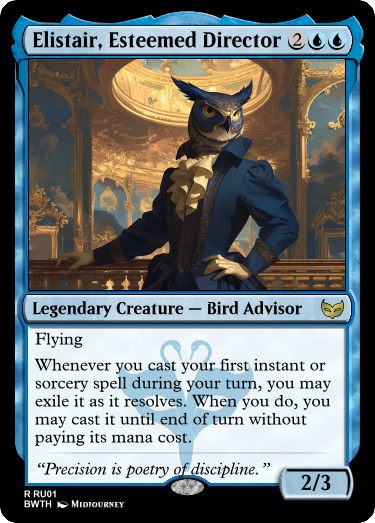 Elistair, Esteemed Director 2
Legendary Creature — Bird Advisor
Flying
Whenever you cast your first instant or
sorcery spell during your turn, you may
exile it as it resolves. When you do, you
may cast it until end of turn without
paying its mana cost.
“Precision is poetry of discipline.”
2/3
R RU01
BWTH Midjourney